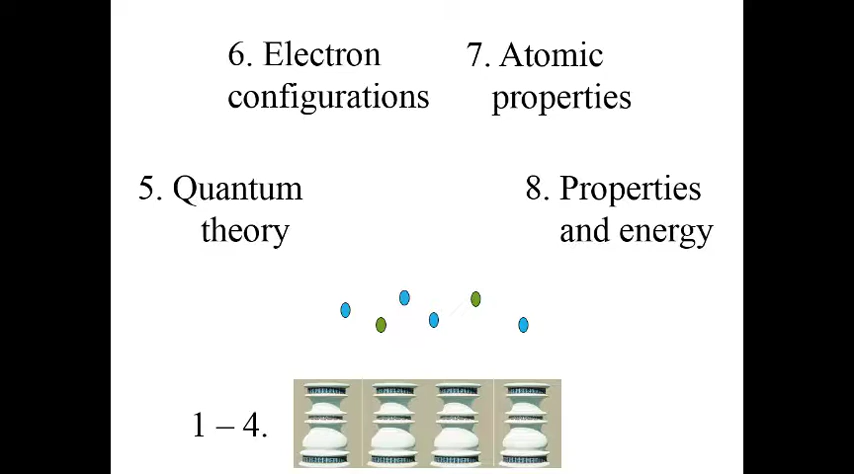 6. Electron
configurations
7. Atomic
properties
5. Quantum
theory
8. Properties
and energy
1 – 4.